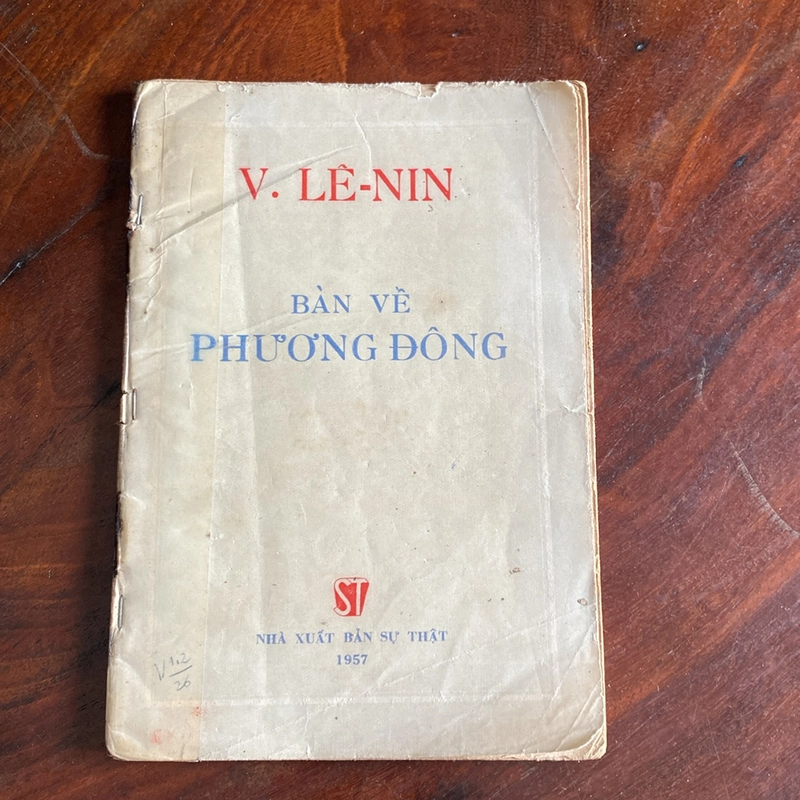 V. LÊ-NIN
BÀN VỀ
PHƯƠNG ĐÔNG
ST
NHÀ XUẤT BẢN SỰ THẬT
1957